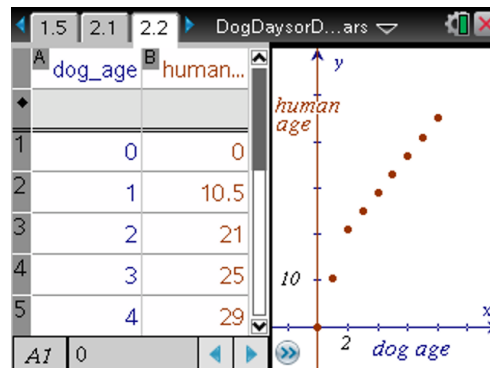 1.5 2.1 2.2 DogDaysorD...ars
A dog_age B human...
1 0 0
2 1 10.5
3 2 21
4 3 25
5 4 29
A1 0
y
human
age
10
x
2 dog age